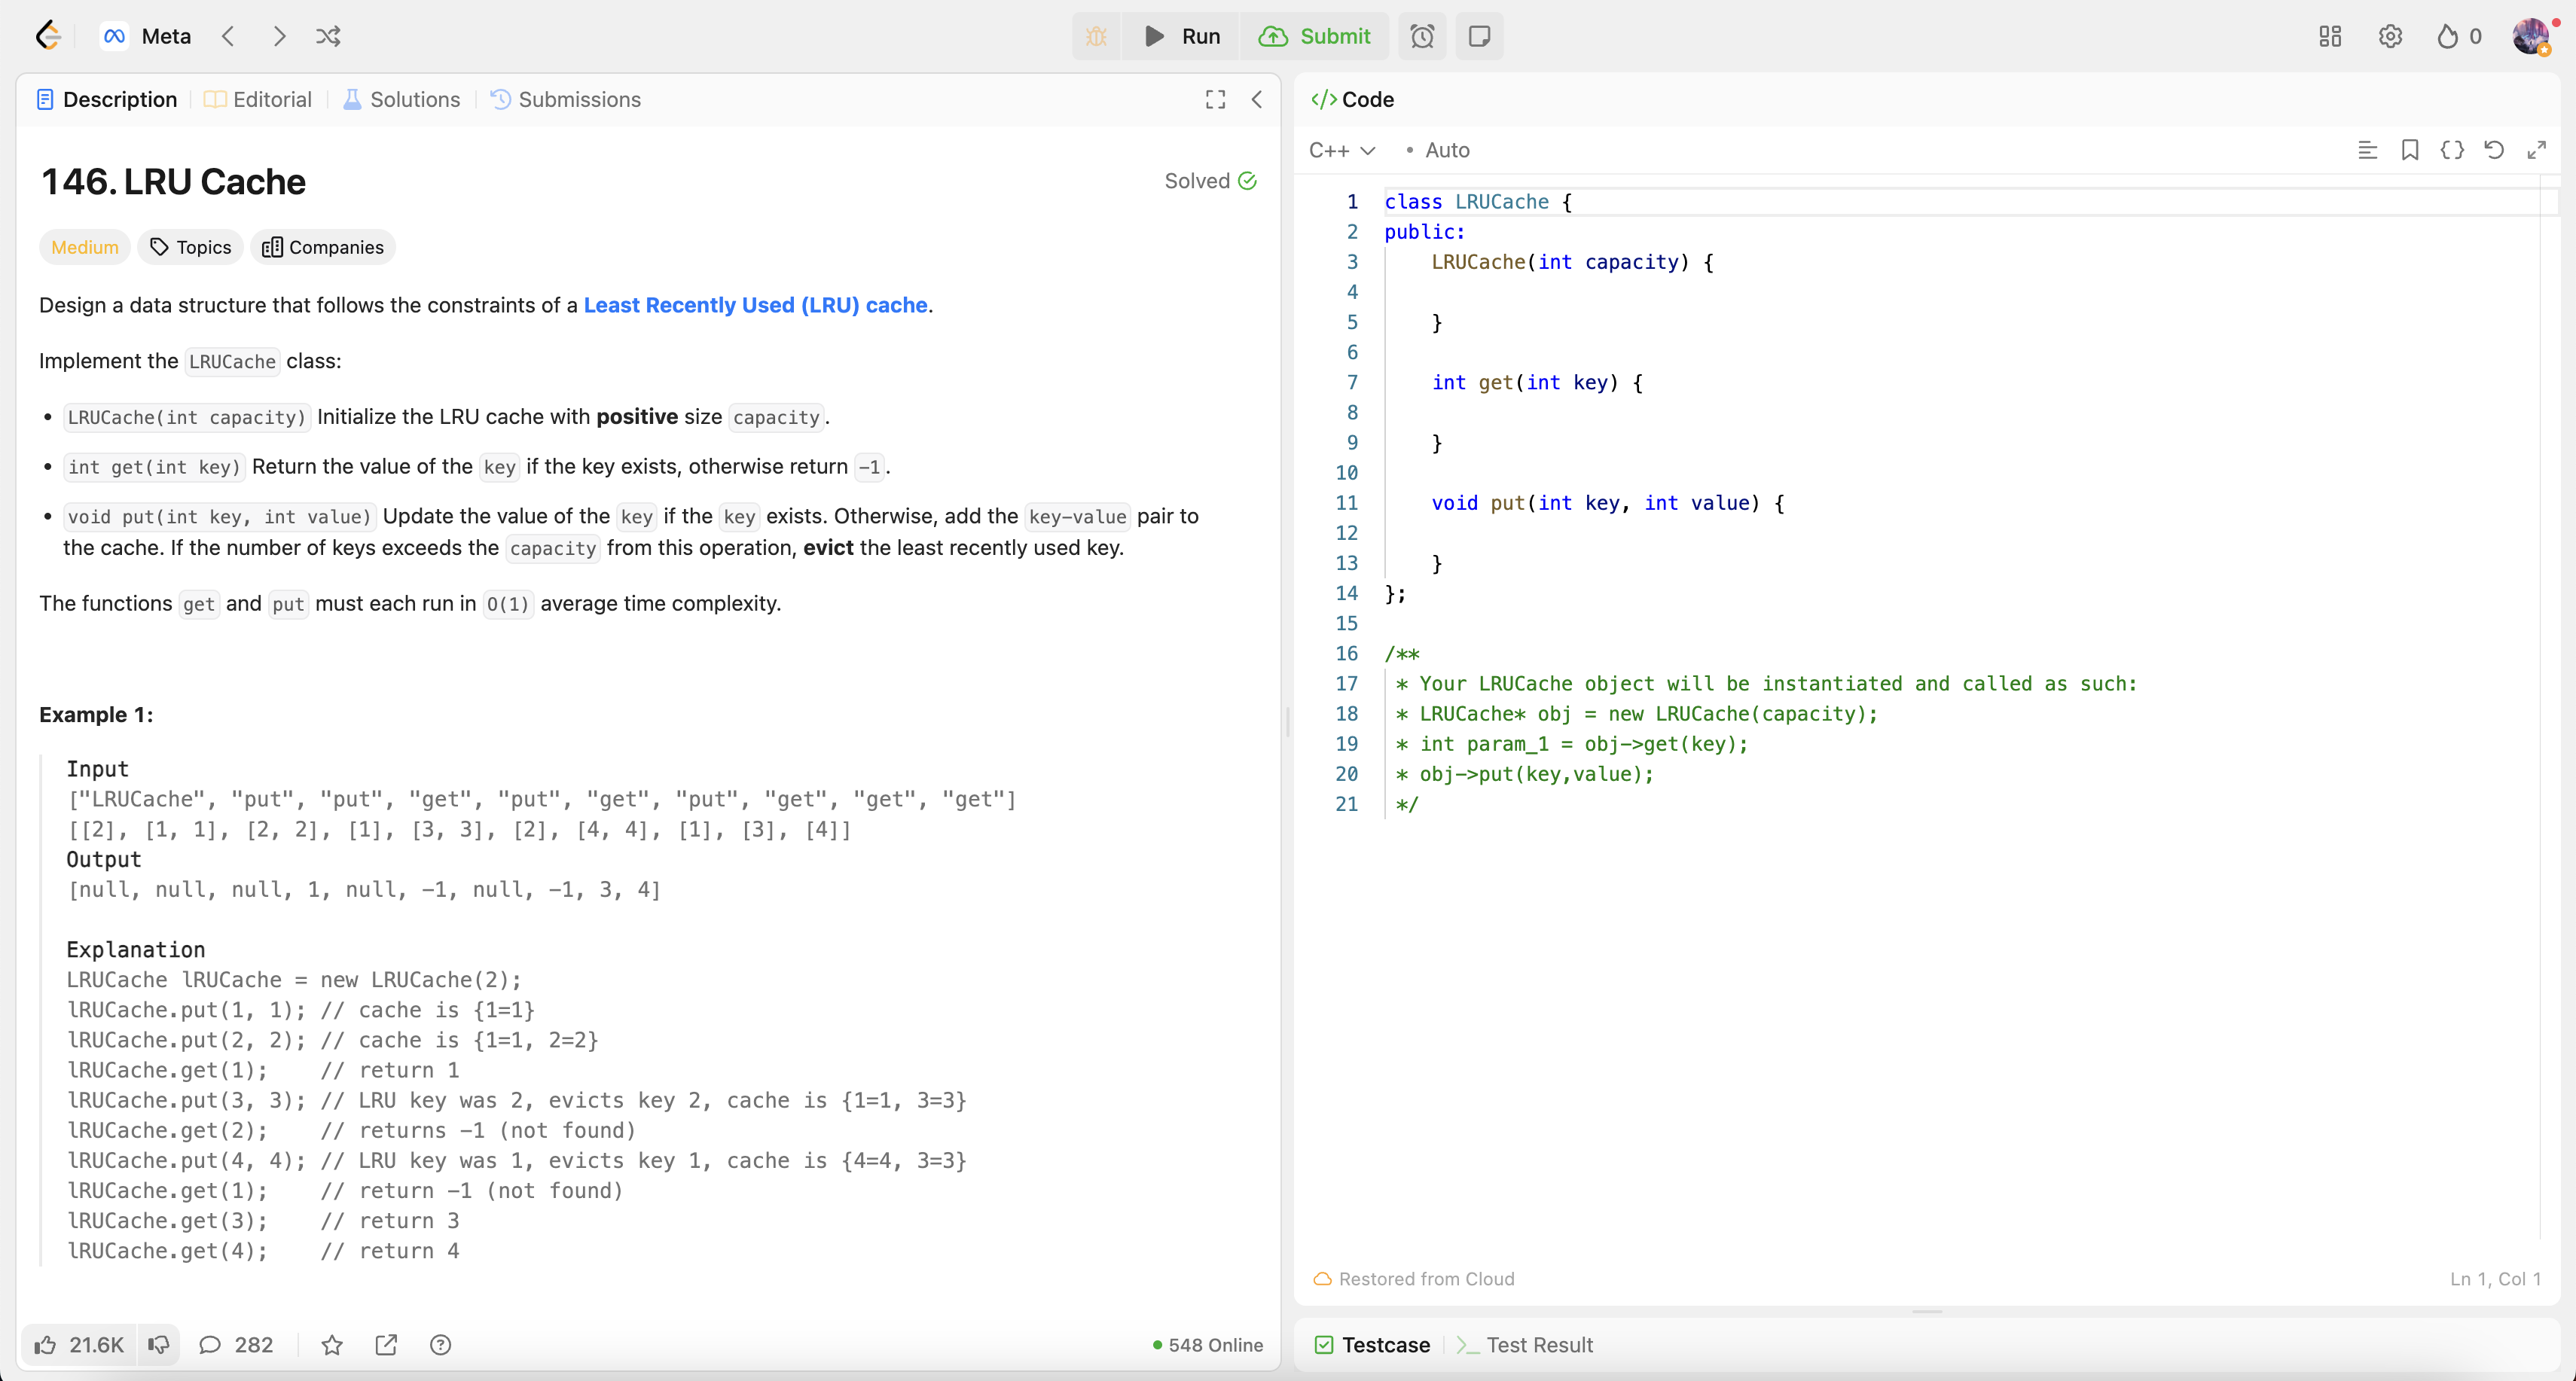 Meta
Run
Submit
0
Description
Editorial
Solutions
Submissions
146. LRU Cache
Solved
Medium
Topics
Companies
Design a data structure that follows the constraints of a Least Recently Used (LRU) cache.
Implement the LRUCache class:
• LRUCache(int capacity) Initialize the LRU cache with positive size capacity.
• int get(int key) Return the value of the key if the key exists, otherwise return -1.
• void put(int key, int value) Update the value of the key if the key exists. Otherwise, add the key-value pair to
the cache. If the number of keys exceeds the capacity from this operation, evict the least recently used key.
The functions get and put must each run in O(1) average time complexity.
Example 1:
Input
["LRUCache", "put", "put", "get", "put", "get", "put", "get", "get", "get"]
[[2], [1, 1], [2, 2], [1], [3, 3], [2], [4, 4], [1], [3], [4]]
Output
[null, null, null, 1, null, -1, null, -1, 3, 4]
Explanation
LRUCache lRUCache = new LRUCache(2);
lRUCache.put(1, 1); // cache is {1=1}
lRUCache.put(2, 2); // cache is {1=1, 2=2}
lRUCache.get(1);    // return 1
lRUCache.put(3, 3); // LRU key was 2, evicts key 2, cache is {1=1, 3=3}
lRUCache.get(2);    // returns -1 (not found)
lRUCache.put(4, 4); // LRU key was 1, evicts key 1, cache is {4=4, 3=3}
lRUCache.get(1);    // return -1 (not found)
lRUCache.get(3);    // return 3
lRUCache.get(4);    // return 4
21.6K
282
548 Online
</> Code
C++
• Auto
1 class LRUCache {
2 public:
3     LRUCache(int capacity) {
4
5     }
6
7     int get(int key) {
8
9     }
10
11     void put(int key, int value) {
12
13     }
14 };
15
16 /**
17  * Your LRUCache object will be instantiated and called as such:
18  * LRUCache* obj = new LRUCache(capacity);
19  * int param_1 = obj->get(key);
20  * obj->put(key,value);
21  */
Restored from Cloud
Ln 1, Col 1
Testcase
Test Result